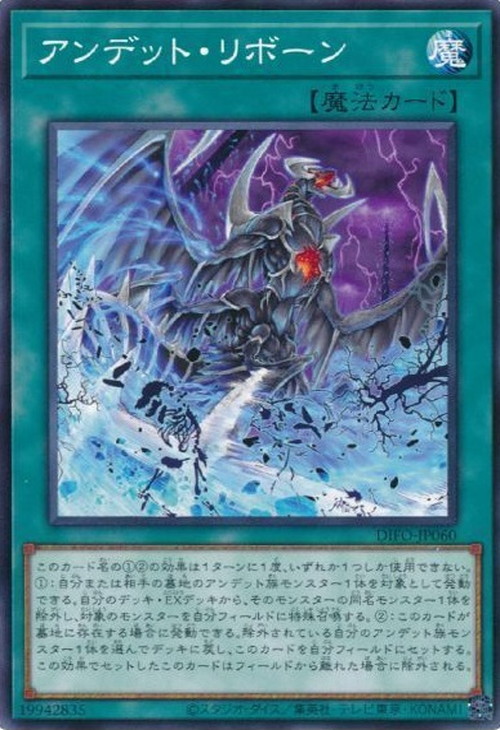 アンデット・リボーン
魔
【魔法カード】
DIFO-JP060
このカード名の①②の効果は1ターンに1度、いずれか1つしか使用できない。
①:自分または相手の墓地のアンデット族モンスター1体を対象として発動
できる。自分のデッキ・EXデッキから、そのモンスターの同名モンスター1体を
除外し、対象のモンスターを自分フィールドに特殊召喚する。②:このカードが
墓地に存在する場合に発動できる。除外されている自分のアンデット族モン
スター1体を選んでデッキに戻し、このカードを自分フィールドにセットする。
この効果でセットしたこのカードはフィールドから離れた場合に除外される。
19942835
©スタジオ・ダイス/集英社・テレビ東京・KONAMI